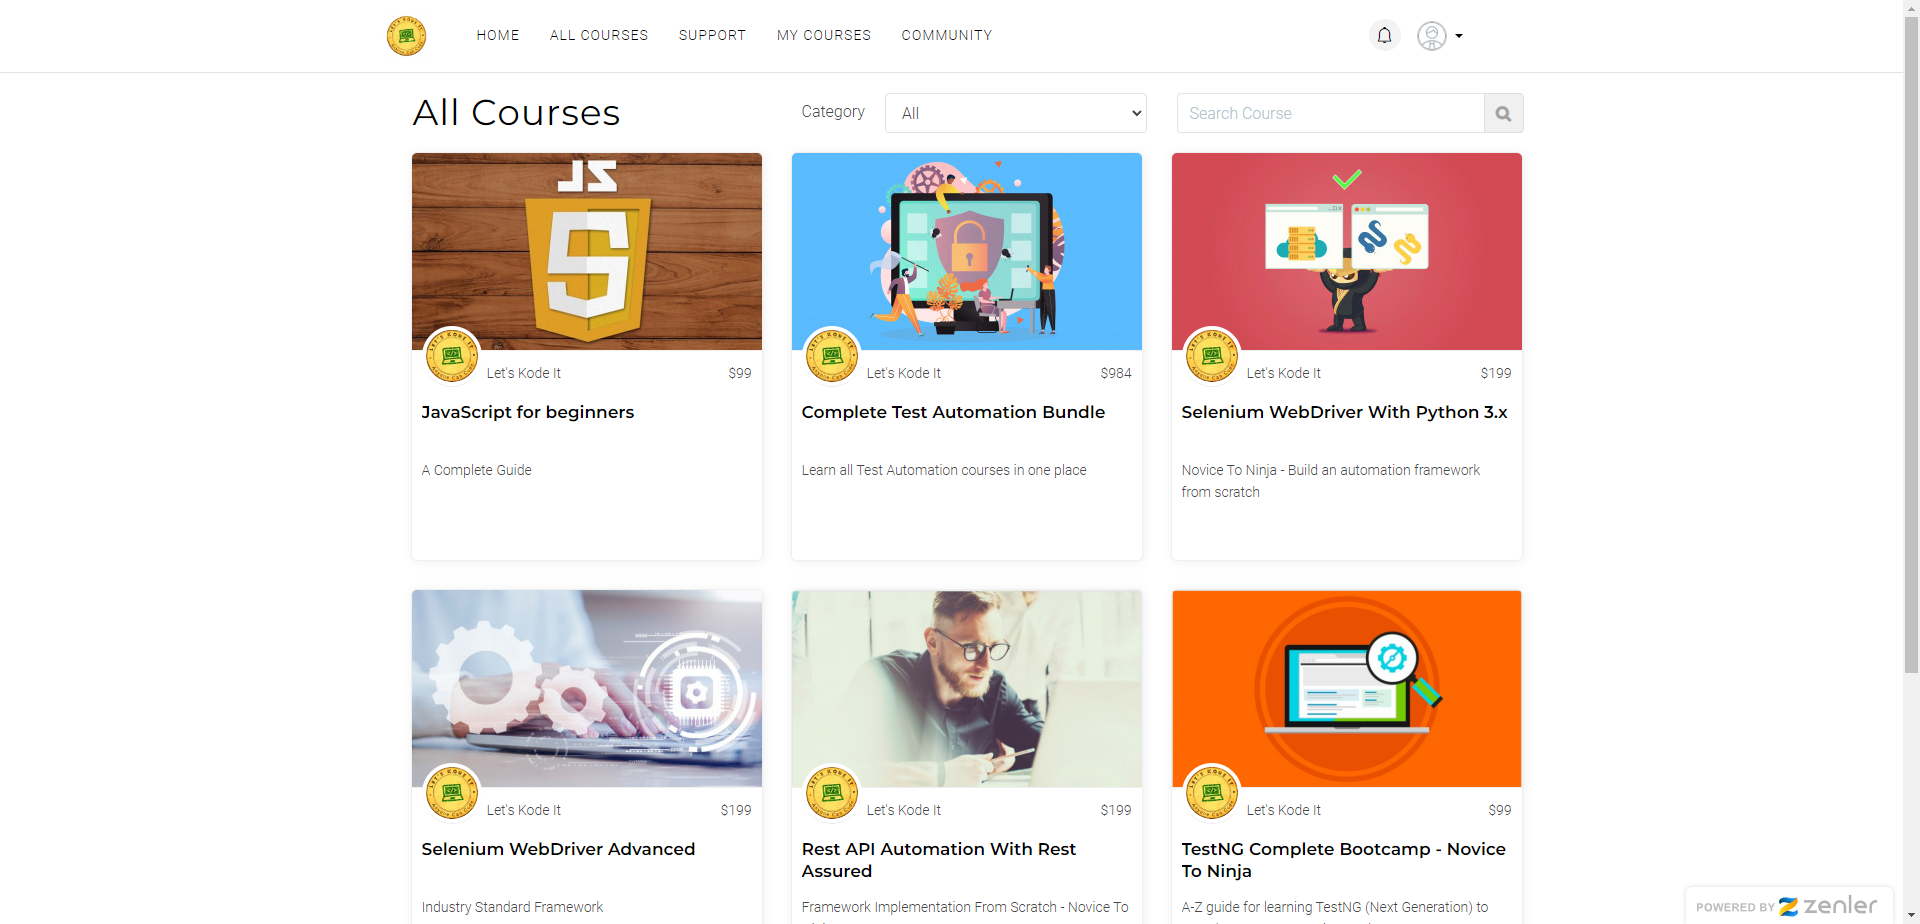 HOME ALL COURSES SUPPORT MY COURSES COMMUNITY
All Courses
Category All Search Course
JS
5
Let's Kode It $99
JavaScript for beginners
A Complete Guide
Let's Kode It $984
Complete Test Automation Bundle
Learn all Test Automation courses in one place
Let's Kode It $199
Selenium WebDriver With Python 3.x
Novice To Ninja - Build an automation framework
from scratch
Let's Kode It $199
Selenium WebDriver Advanced
Industry Standard Framework
Let's Kode It $199
Rest API Automation With Rest
Assured
Framework Implementation From Scratch - Novice To
Let's Kode It $99
TestNG Complete Bootcamp - Novice
To Ninja
A-Z guide for learning TestNG (Next Generation) to
POWERED BY zenler